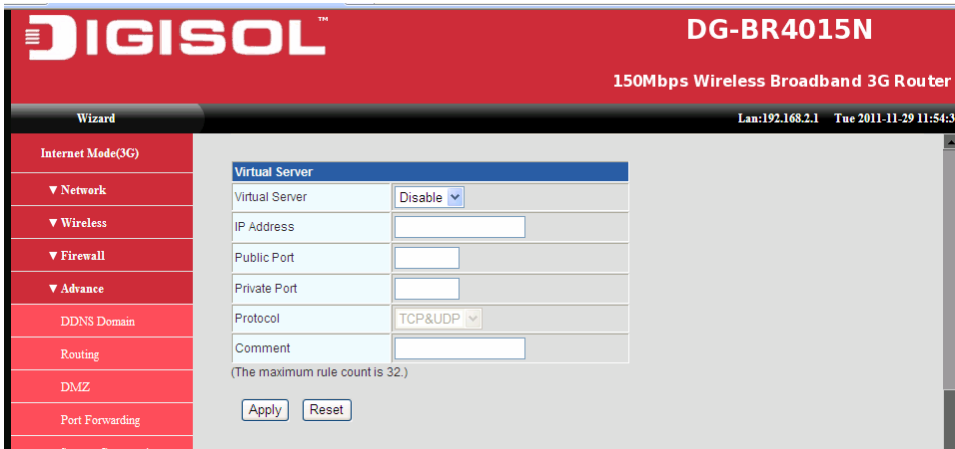 DIGISOL™
DG-BR4015N
150Mbps Wireless Broadband 3G Router
Wizard
Lan:192.168.2.1 Tue 2011-11-29 11:54:3
Internet Mode(3G)
▼ Network
▼ Wireless
▼ Firewall
▼ Advance
DDNS Domain
Routing
DMZ
Port Forwarding
Virtual Server
Virtual Server Disable
IP Address
Public Port
Private Port
Protocol TCP&UDP
Comment
(The maximum rule count is 32.)
Apply Reset